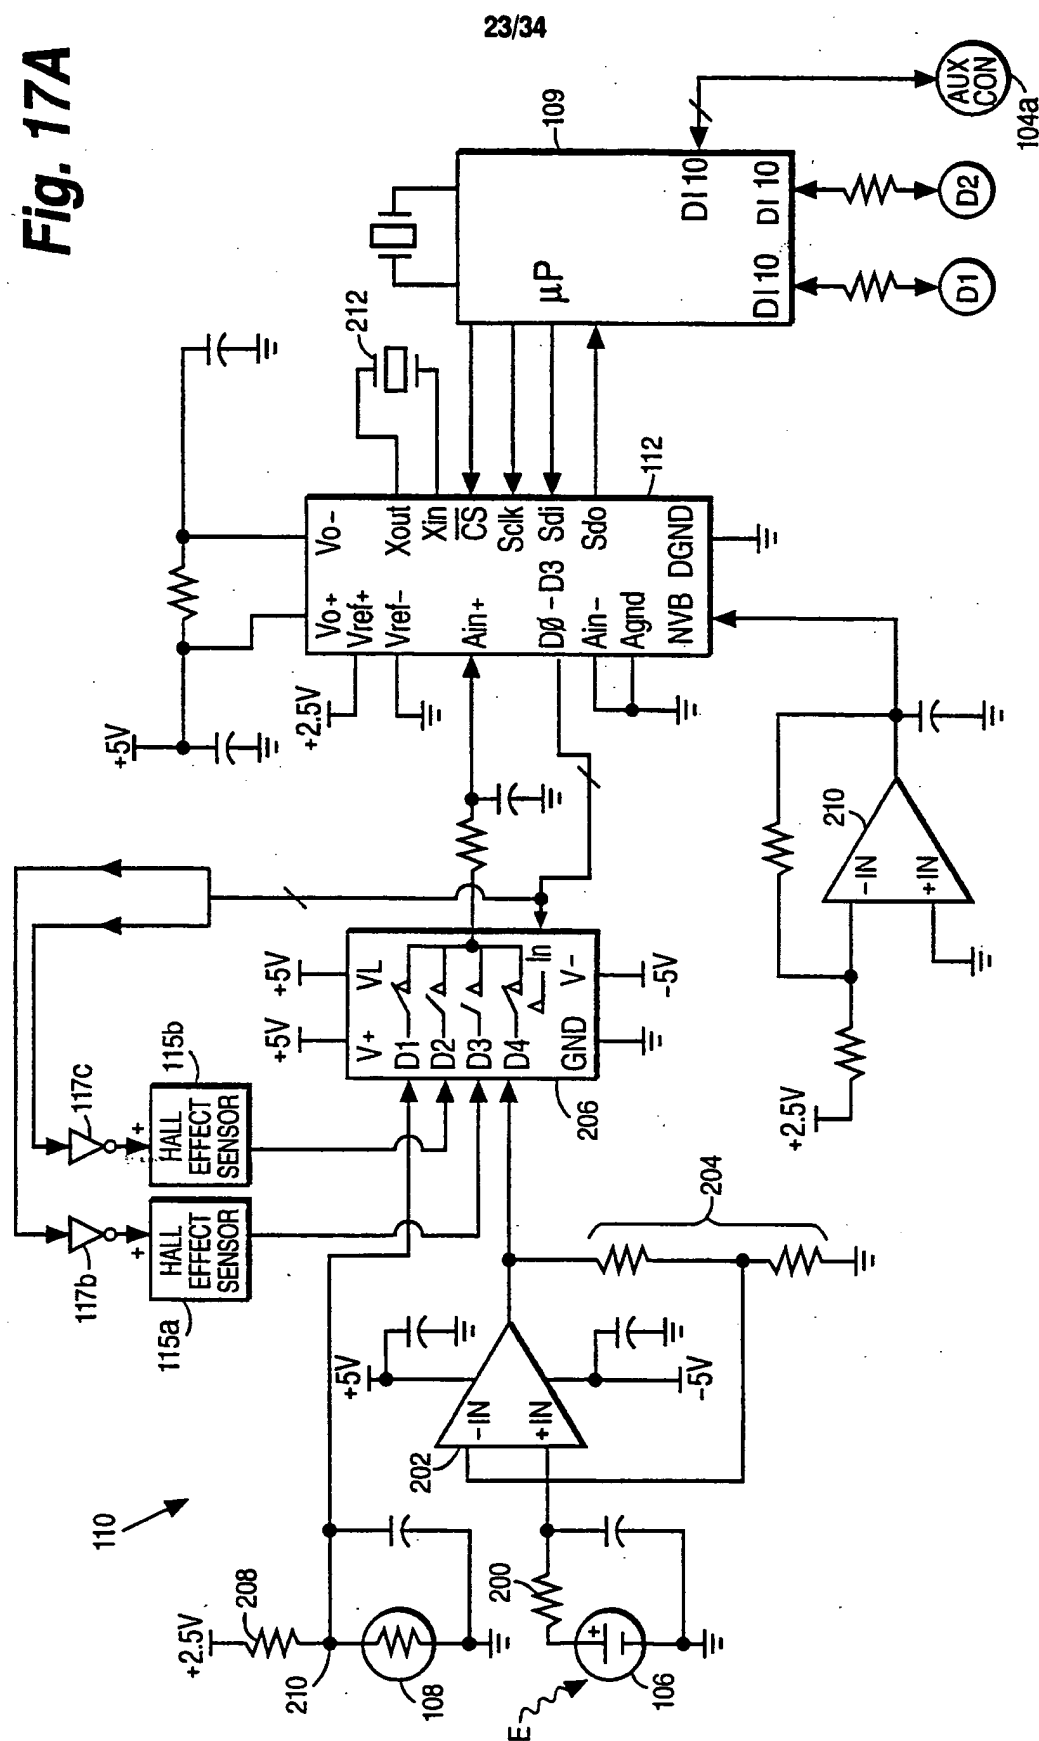 23/34
Fig. 17A
110
+2.5V
208
210
108
E
200
106
202
-IN
+IN
+5V
-5V
204
117b
117c
+
+
HALL
EFFECT
SENSOR
115a
HALL
EFFECT
SENSOR
115b
+5V
+5V
V+
VL
D1
D2
D3
D4
In
GND
V-
-5V
206
+5V
+2.5V
Vo+
Vo-
Vref+
Vref-
Xout
Xin
Ain+
CS
Sclk
DØ-D3
Sdi
Ain-
Sdo
Agnd
NVB
DGND
112
212
109
µP
DI 10
DI 10
DI 10
D1
D2
AUX
CON
104a
+2.5V
210
-IN
+IN
+